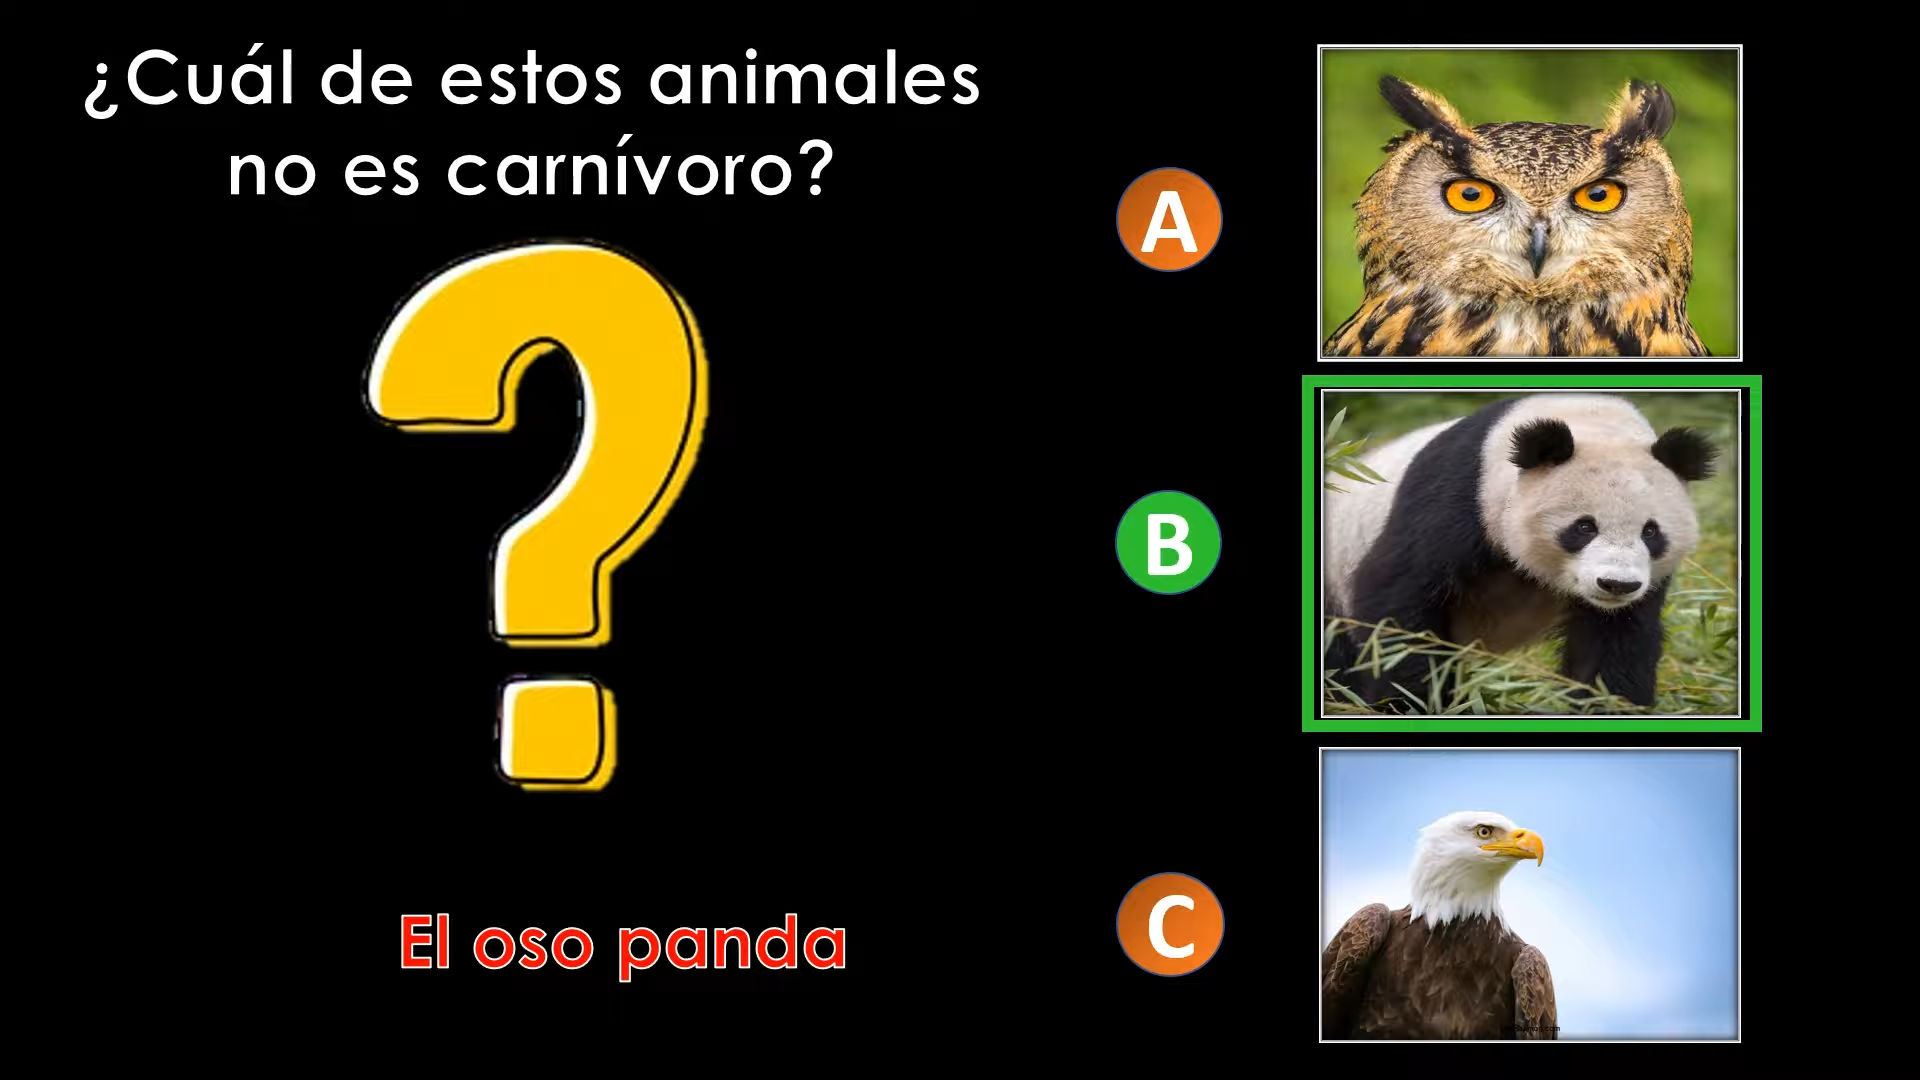 ¿Cuál de estos animales
no es carnívoro?
A
B
C
El oso panda